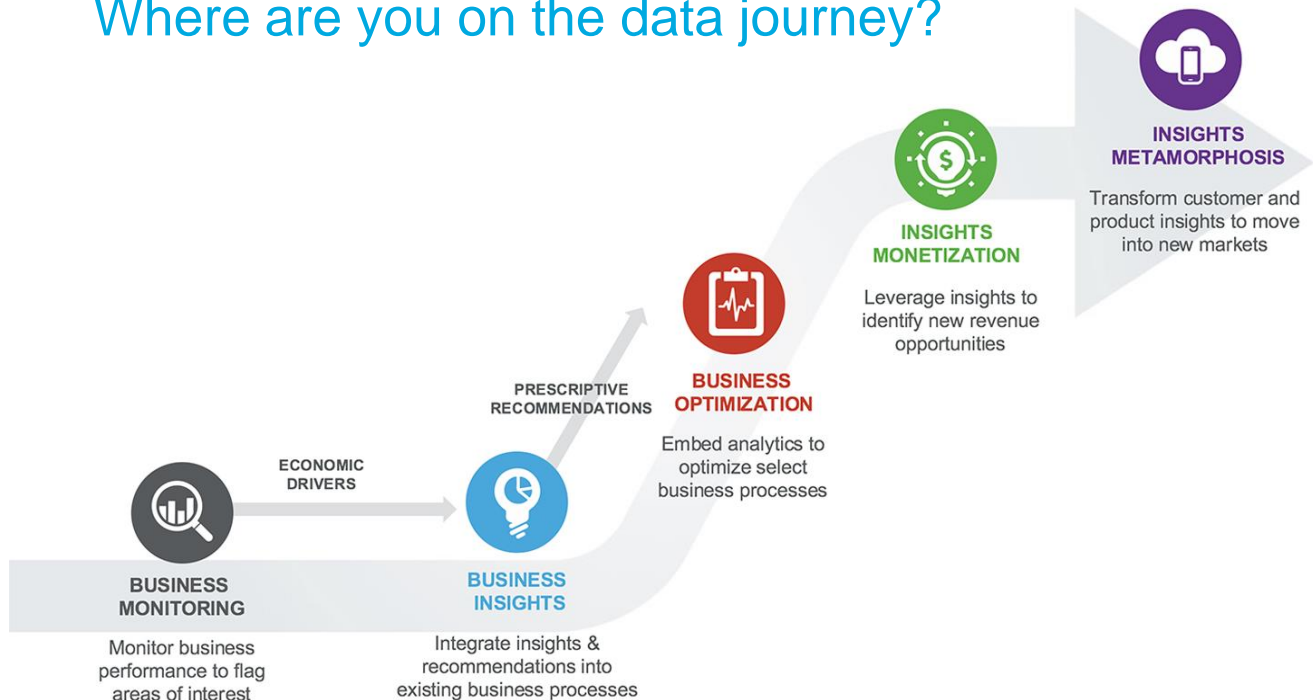 Where are you on the data journey?
INSIGHTS
METAMORPHOSIS
Transform customer and
product insights to move
into new markets
$
INSIGHTS
MONETIZATION
Leverage insights to
identify new revenue
opportunities
PRESCRIPTIVE
RECOMMENDATIONS
BUSINESS
OPTIMIZATION
Embed analytics to
optimize select
business processes
ECONOMIC
DRIVERS
BUSINESS
MONITORING
Monitor business
performance to flag
areas of interest
BUSINESS
INSIGHTS
Integrate insights &
recommendations into
existing business processes